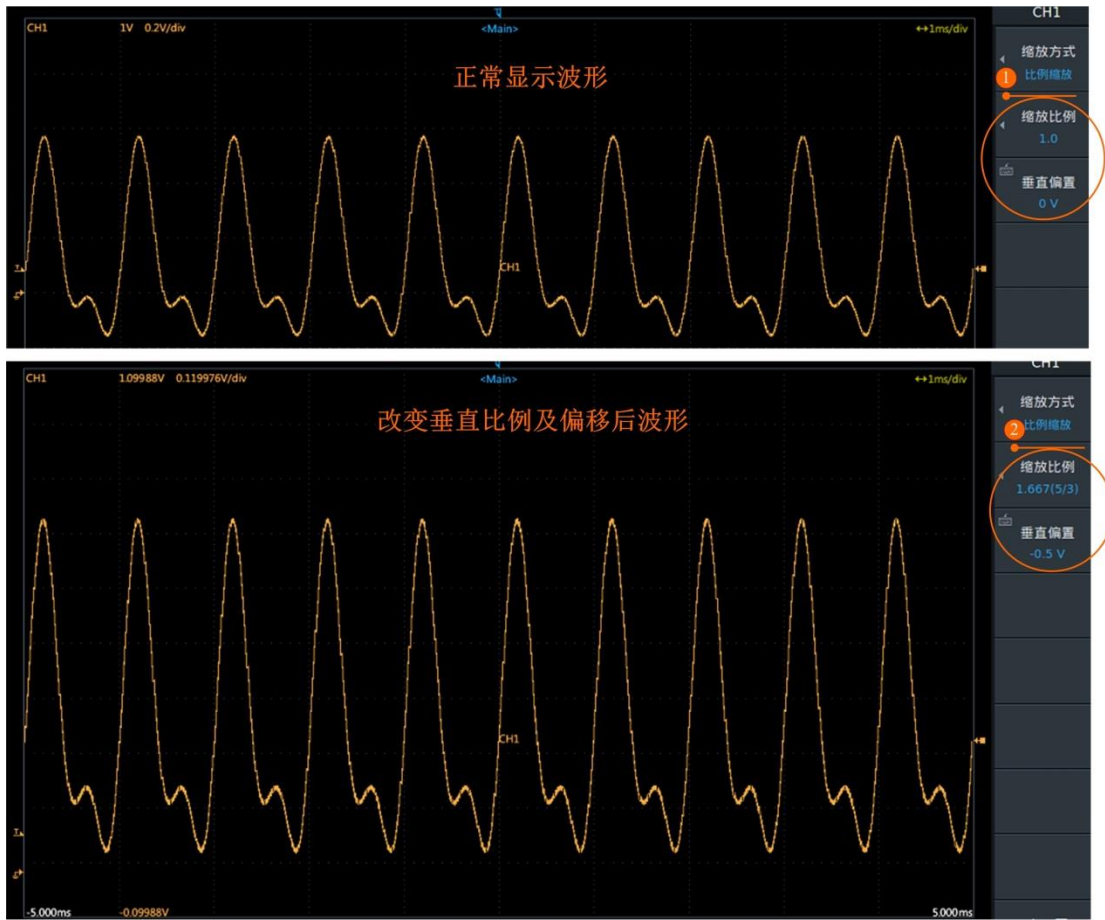 CH1
CH1 1V 0.2V/div <Main> ↔1ms/div
缩放方式
比例缩放
正常显示波形
1
缩放比例
1.0
垂直偏置
0 V
CH1
CH1
CH1 1.09988V 0.119976V/div <Main> ↔1ms/div
缩放方式
比例缩放
改变垂直比例及偏移后波形
2
缩放比例
1.667(5/3)
垂直偏置
-0.5 V
CH1
-5.000ms -0.09988V 5.000ms